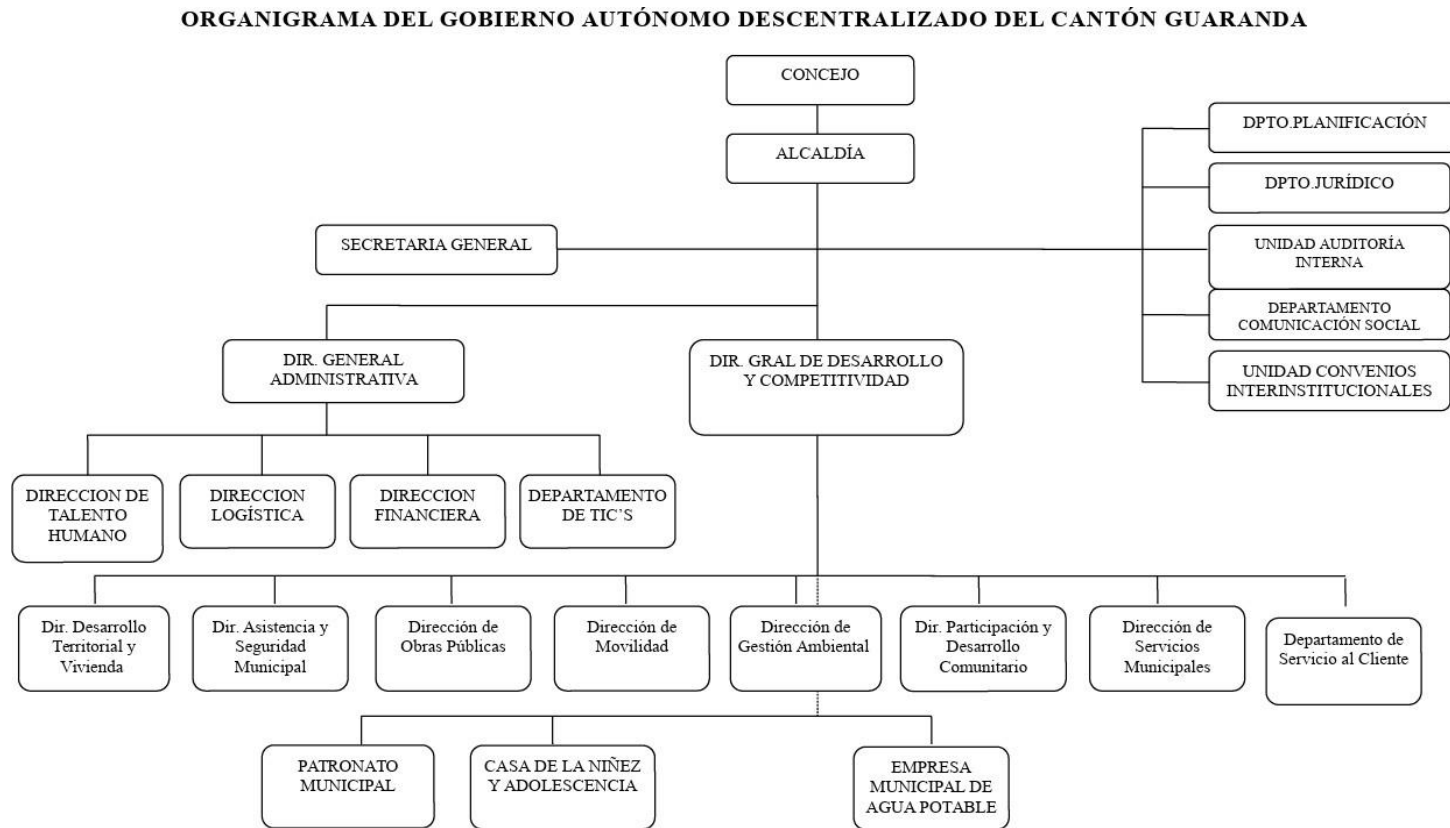 ORGANIGRAMA DEL GOBIERNO AUTÓNOMO DESCENTRALIZADO DEL CANTÓN GUARANDA
CONCEJO
ALCALDÍA
DPTO.PLANIFICACIÓN
DPTO.JURÍDICO
SECRETARIA GENERAL
UNIDAD AUDITORÍA
INTERNA
DEPARTAMENTO
COMUNICACIÓN SOCIAL
UNIDAD CONVENIOS
INTERINSTITUCIONALES
DIR. GENERAL
ADMINISTRATIVA
DIR. GRAL DE DESARROLLO
Y COMPETITIVIDAD
DIRECCION DE
TALENTO
HUMANO
DIRECCION
LOGÍSTICA
DIRECCION
FINANCIERA
DEPARTAMENTO
DE TIC’S
Dir. Desarrollo
Territorial y
Vivienda
Dir. Asistencia y
Seguridad
Municipal
Dirección de
Obras Públicas
Dirección de
Movilidad
Dirección de
Gestión Ambiental
Dir. Participación y
Desarrollo
Comunitario
Dirección de
Servicios
Municipales
Departamento de
Servicio al Cliente
PATRONATO
MUNICIPAL
CASA DE LA NIÑEZ
Y ADOLESCENCIA
EMPRESA
MUNICIPAL DE
AGUA POTABLE